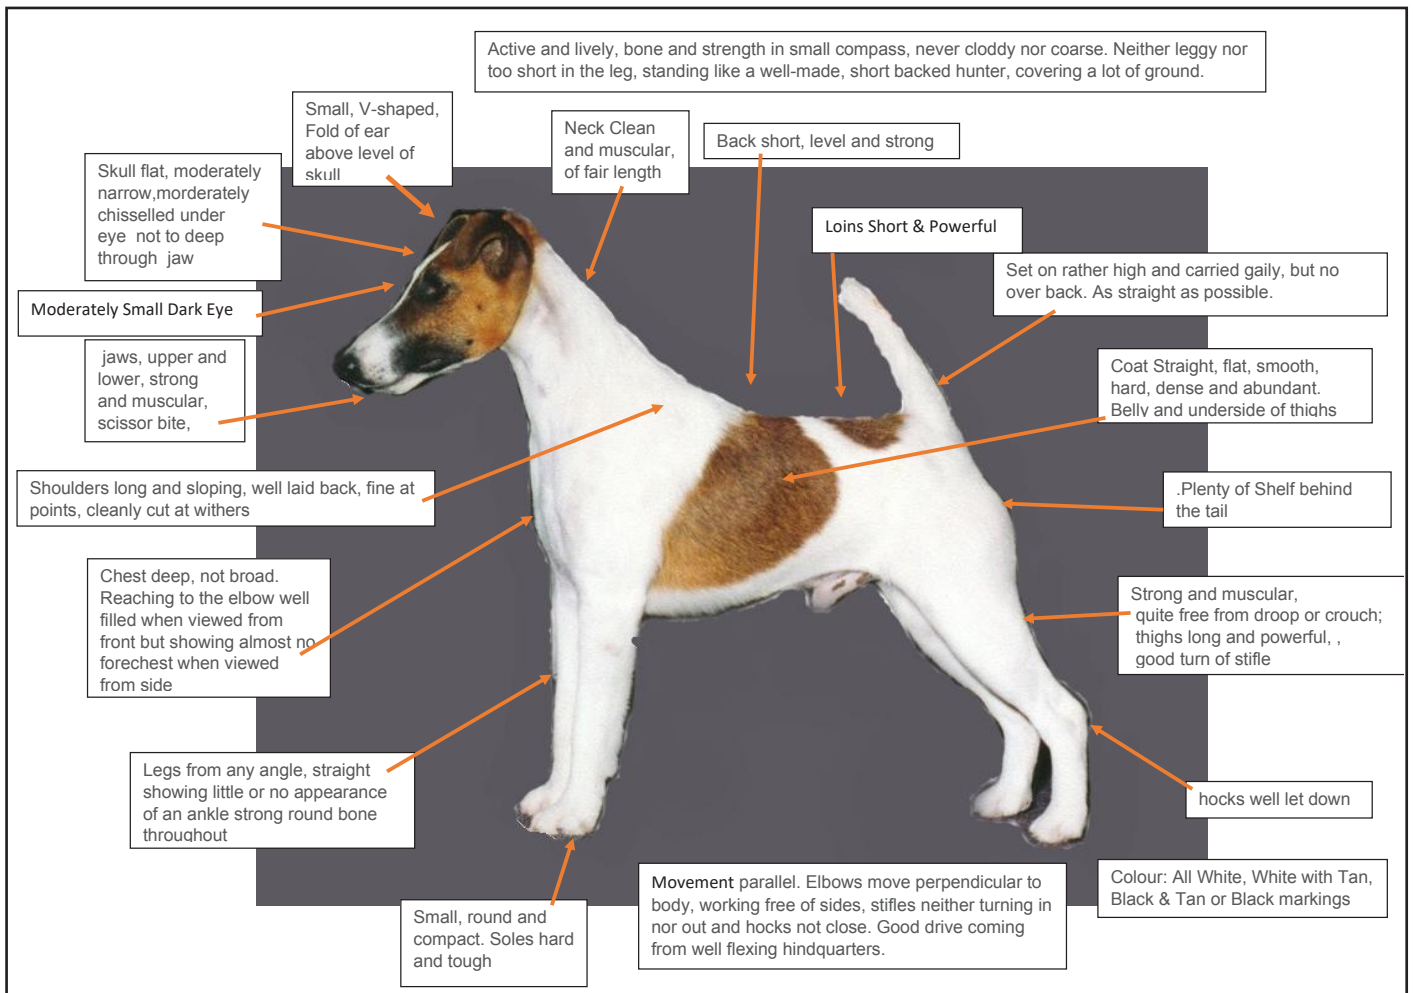 Active and lively, bone and strength in small compass, never cloddy nor coarse. Neither leggy nor
too short in the leg, standing like a well-made, short backed hunter, covering a lot of ground.
Small, V-shaped,
Fold of ear
above level of
skull
Neck Clean
and muscular,
of fair length
Back short, level and strong
Skull flat, moderately
narrow,morderately
chisselled under
eye not to deep
through jaw
Loins Short & Powerful
Set on rather high and carried gaily, but no
over back. As straight as possible.
Moderately Small Dark Eye
jaws, upper and
lower, strong
and muscular,
scissor bite,
Coat Straight, flat, smooth,
hard, dense and abundant.
Belly and underside of thighs
Shoulders long and sloping, well laid back, fine at
points, cleanly cut at withers
.Plenty of Shelf behind
the tail
Chest deep, not broad.
Reaching to the elbow well
filled when viewed from
front but showing almost no
forechest when viewed
from side
Strong and muscular,
quite free from droop or crouch;
thighs long and powerful, ,
good turn of stifle
Legs from any angle, straight
showing little or no appearance
of an ankle strong round bone
throughout
hocks well let down
Small, round and
compact. Soles hard
and tough
Movement parallel. Elbows move perpendicular to
body, working free of sides, stifles neither turning in
nor out and hocks not close. Good drive coming
from well flexing hindquarters.
Colour: All White, White with Tan,
Black & Tan or Black markings